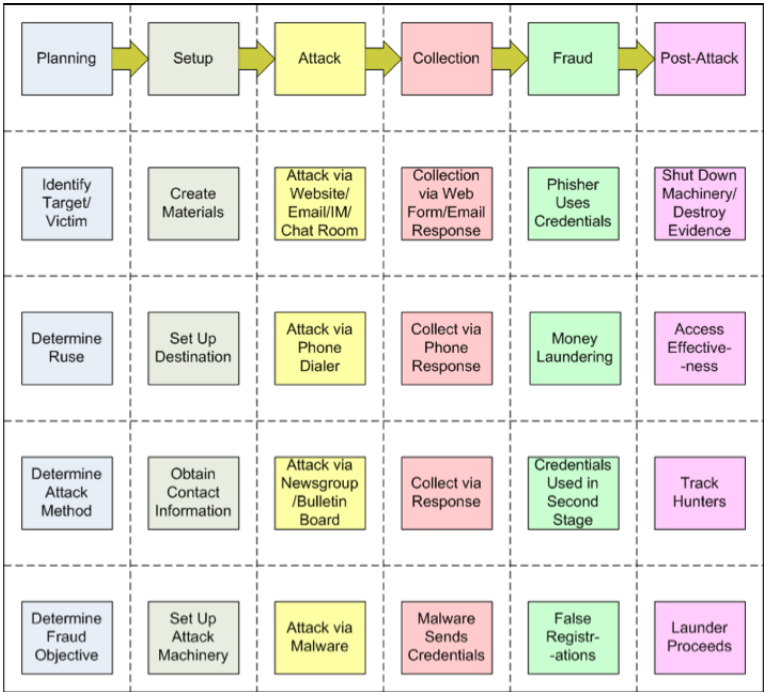 Planning
Setup
Attack
Collection
Fraud
Post-Attack
Identify
Target/
Victim
Create
Materials
Attack via
Website/
Email/IM/
Chat Room
Collection
via Web
Form/Email
Response
Phisher
Uses
Credentials
Shut Down
Machinery/
Destroy
Evidence
Determine
Ruse
Set Up
Destination
Attack via
Phone
Dialer
Collect via
Phone
Response
Money
Laundering
Access
Effective-
-ness
Determine
Attack
Method
Obtain
Contact
Information
Attack via
Newsgroup
/Bulletin
Board
Collect via
Response
Credentials
Used in
Second
Stage
Track
Hunters
Determine
Fraud
Objective
Set Up
Attack
Machinery
Attack via
Malware
Malware
Sends
Credentials
False
Registr-
-ations
Launder
Proceeds